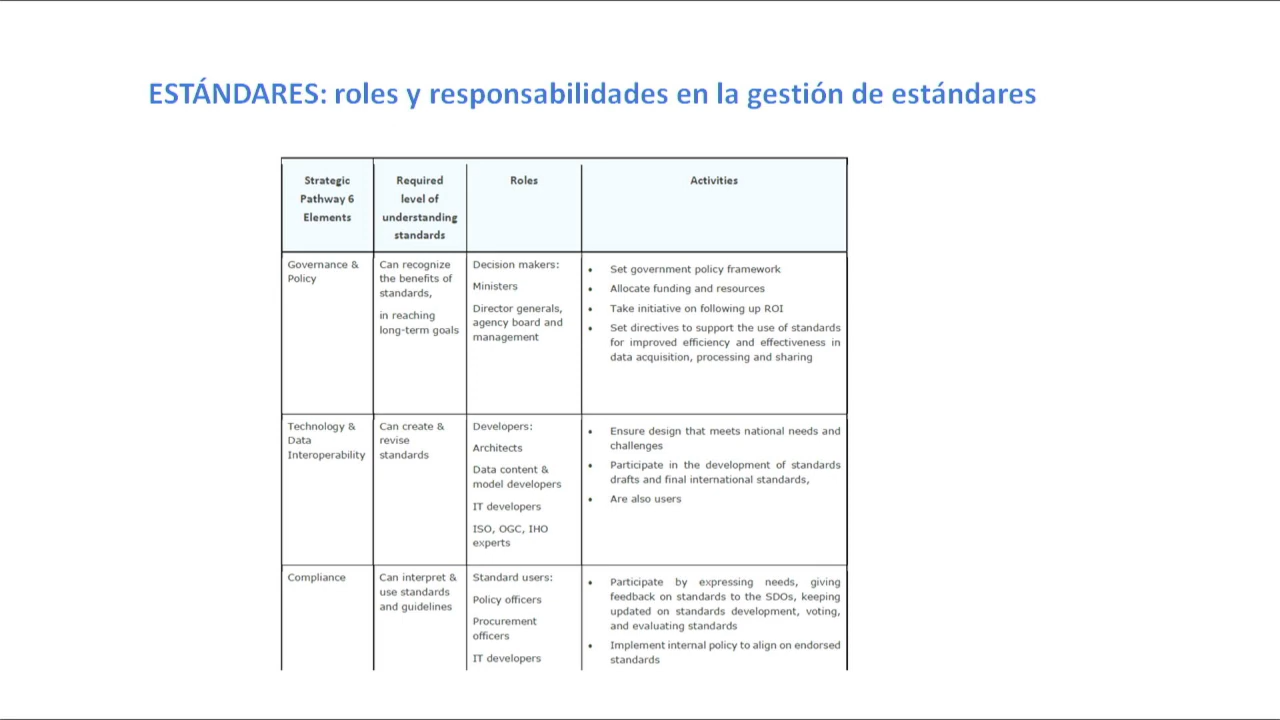 ESTÁNDARES: roles y responsabilidades en la gestión de estándares
Strategic
Pathway 6
Elements
Required
level of
understanding
standards
Roles
Activities
Governance &
Policy
Can recognize
the benefits of
standards,
in reaching
long-term goals
Decision makers:
Ministers
Director generals,
agency board and
management
• Set government policy framework
• Allocate funding and resources
• Take initiative on following up ROI
• Set directives to support the use of standards
for improved efficiency and effectiveness in
data acquisition, processing and sharing
Technology &
Data
Interoperability
Can create &
revise
standards
Developers:
Architects
Data content &
model developers
IT developers
ISO, OGC, IHO
experts
• Ensure design that meets national needs and
challenges
• Participate in the development of standards
drafts and final international standards,
• Are also users
Compliance
Can interpret &
use standards
and guidelines
Standard users:
Policy officers
Procurement
officers
IT developers
• Participate by expressing needs, giving
feedback on standards to the SDOs, keeping
updated on standards development, voting,
and evaluating standards
• Implement internal policy to align on endorsed
standards